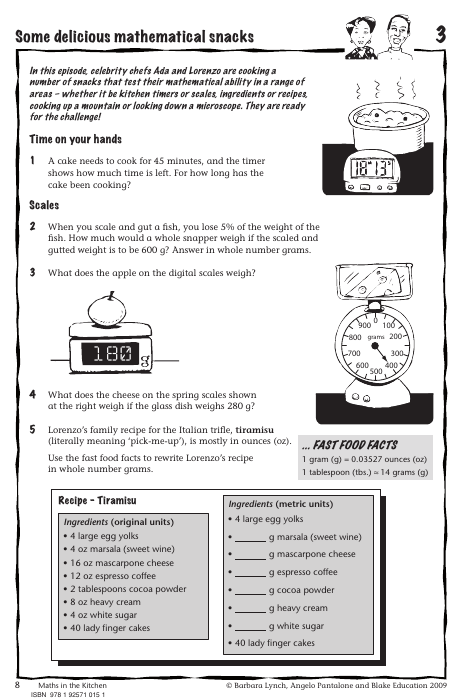 Some delicious mathematical snacks
3
In this episode, celebrity chefs Ada and Lorenzo are cooking a
number of snacks that test their mathematical ability in a range of
areas – whether it be kitchen timers or scales, ingredients or recipes,
cooking up a mountain or looking down a microscope. They are ready
for the challenge!
Time on your hands
1 A cake needs to cook for 45 minutes, and the timer
shows how much time is left. For how long has the
cake been cooking?
18:13
Scales
2 When you scale and gut a fish, you lose 5% of the weight of the
fish. How much would a whole snapper weigh if the scaled and
gutted weight is to be 600 g? Answer in whole number grams.
3 What does the apple on the digital scales weigh?
180 g
0
900 100
800 grams 200
700 300
600 400
500
4 What does the cheese on the spring scales shown
at the right weigh if the glass dish weighs 280 g?
5 Lorenzo's family recipe for the Italian trifle, tiramisu
(literally meaning 'pick-me-up'), is mostly in ounces (oz).
Use the fast food facts to rewrite Lorenzo's recipe
in whole number grams.
... FAST FOOD FACTS
1 gram (g) = 0.03527 ounces (oz)
1 tablespoon (tbs.) ≈ 14 grams (g)
Recipe – Tiramisu
Ingredients (original units)
• 4 large egg yolks
• 4 oz marsala (sweet wine)
• 16 oz mascarpone cheese
• 12 oz espresso coffee
• 2 tablespoons cocoa powder
• 8 oz heavy cream
• 4 oz white sugar
• 40 lady finger cakes
Ingredients (metric units)
• 4 large egg yolks
• ______ g marsala (sweet wine)
• ______ g mascarpone cheese
• ______ g espresso coffee
• ______ g cocoa powder
• ______ g heavy cream
• ______ g white sugar
• 40 lady finger cakes
8 Maths in the Kitchen © Barbara Lynch, Angelo Pantalone and Blake Education 2009
ISBN 978 1 92571 015 1